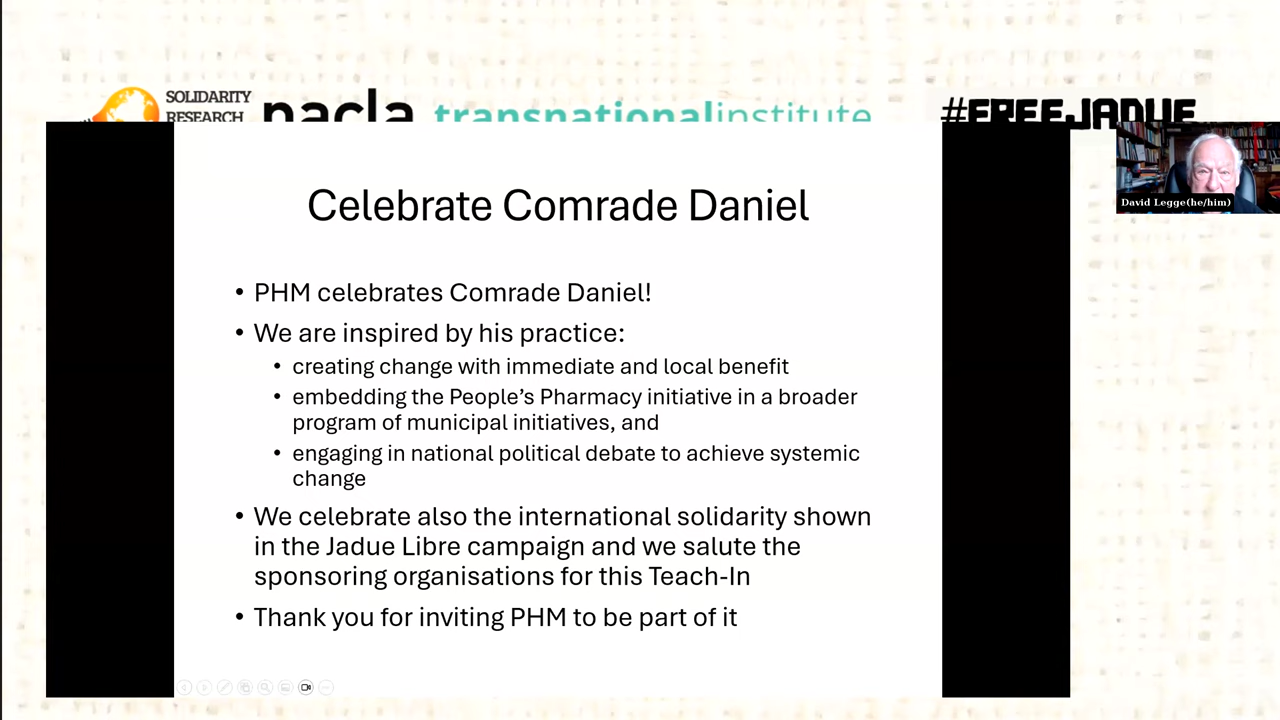 SOLIDARITY
RESEARCH
nacla
transnationalinstitute
#FREEJADUE
David Legge(he/him)
Celebrate Comrade Daniel
• PHM celebrates Comrade Daniel!
• We are inspired by his practice:
• creating change with immediate and local benefit
• embedding the People’s Pharmacy initiative in a broader
program of municipal initiatives, and
• engaging in national political debate to achieve systemic
change
• We celebrate also the international solidarity shown
in the Jadue Libre campaign and we salute the
sponsoring organisations for this Teach-In
• Thank you for inviting PHM to be part of it